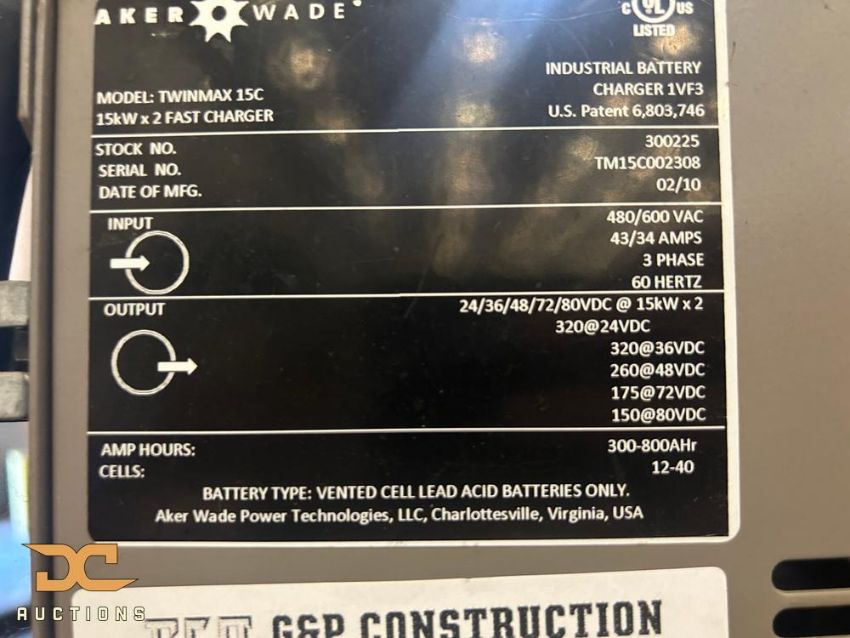 AKER WADE
C UL US
LISTED
INDUSTRIAL BATTERY
MODEL: TWINMAX 15C CHARGER 1VF3
15kW x 2 FAST CHARGER U.S. Patent 6,803,746
STOCK NO. 300225
SERIAL NO. TM15C002308
DATE OF MFG. 02/10
INPUT 480/600 VAC
43/34 AMPS
3 PHASE
60 HERTZ
OUTPUT 24/36/48/72/80VDC @ 15kW x 2
320@24VDC
320@36VDC
260@48VDC
175@72VDC
150@80VDC
AMP HOURS: 300-800AHr
CELLS: 12-40
BATTERY TYPE: VENTED CELL LEAD ACID BATTERIES ONLY.
Aker Wade Power Technologies, LLC, Charlottesville, Virginia, USA
DC
AUCTIONS
G&P CONSTRUCTION